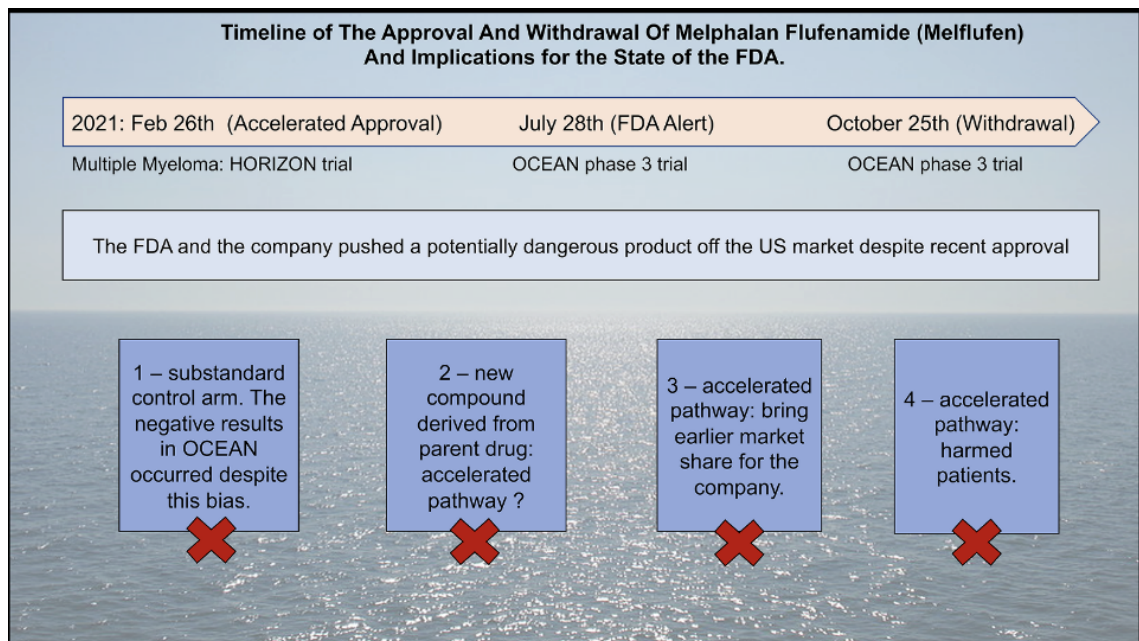 Timeline of The Approval And Withdrawal Of Melphalan Flufenamide (Melflufen)
And Implications for the State of the FDA.
2021: Feb 26th (Accelerated Approval) July 28th (FDA Alert) October 25th (Withdrawal)
Multiple Myeloma: HORIZON trial OCEAN phase 3 trial OCEAN phase 3 trial
The FDA and the company pushed a potentially dangerous product off the US market despite recent approval
1 – substandard
control arm. The
negative results
in OCEAN
occurred despite
this bias.
2 – new
compound
derived from
parent drug:
accelerated
pathway ?
3 – accelerated
pathway: bring
earlier market
share for the
company.
4 – accelerated
pathway:
harmed
patients.